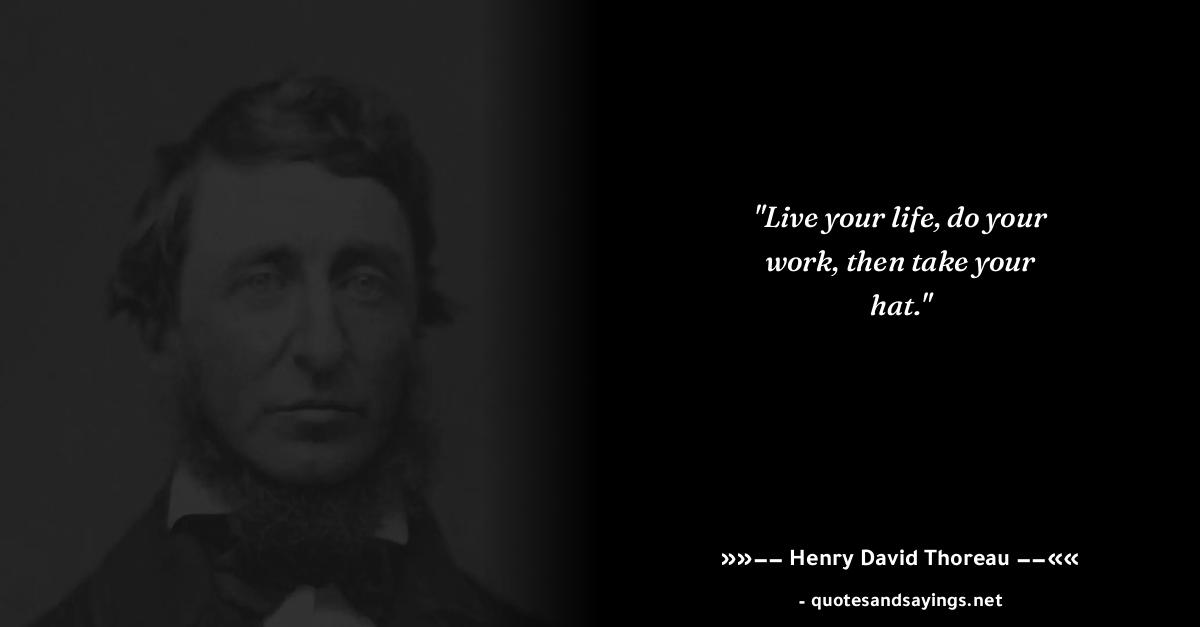 "Live your life, do your
work, then take your
hat."
»»−− Henry David Thoreau −−««
- quotesandsayings.net